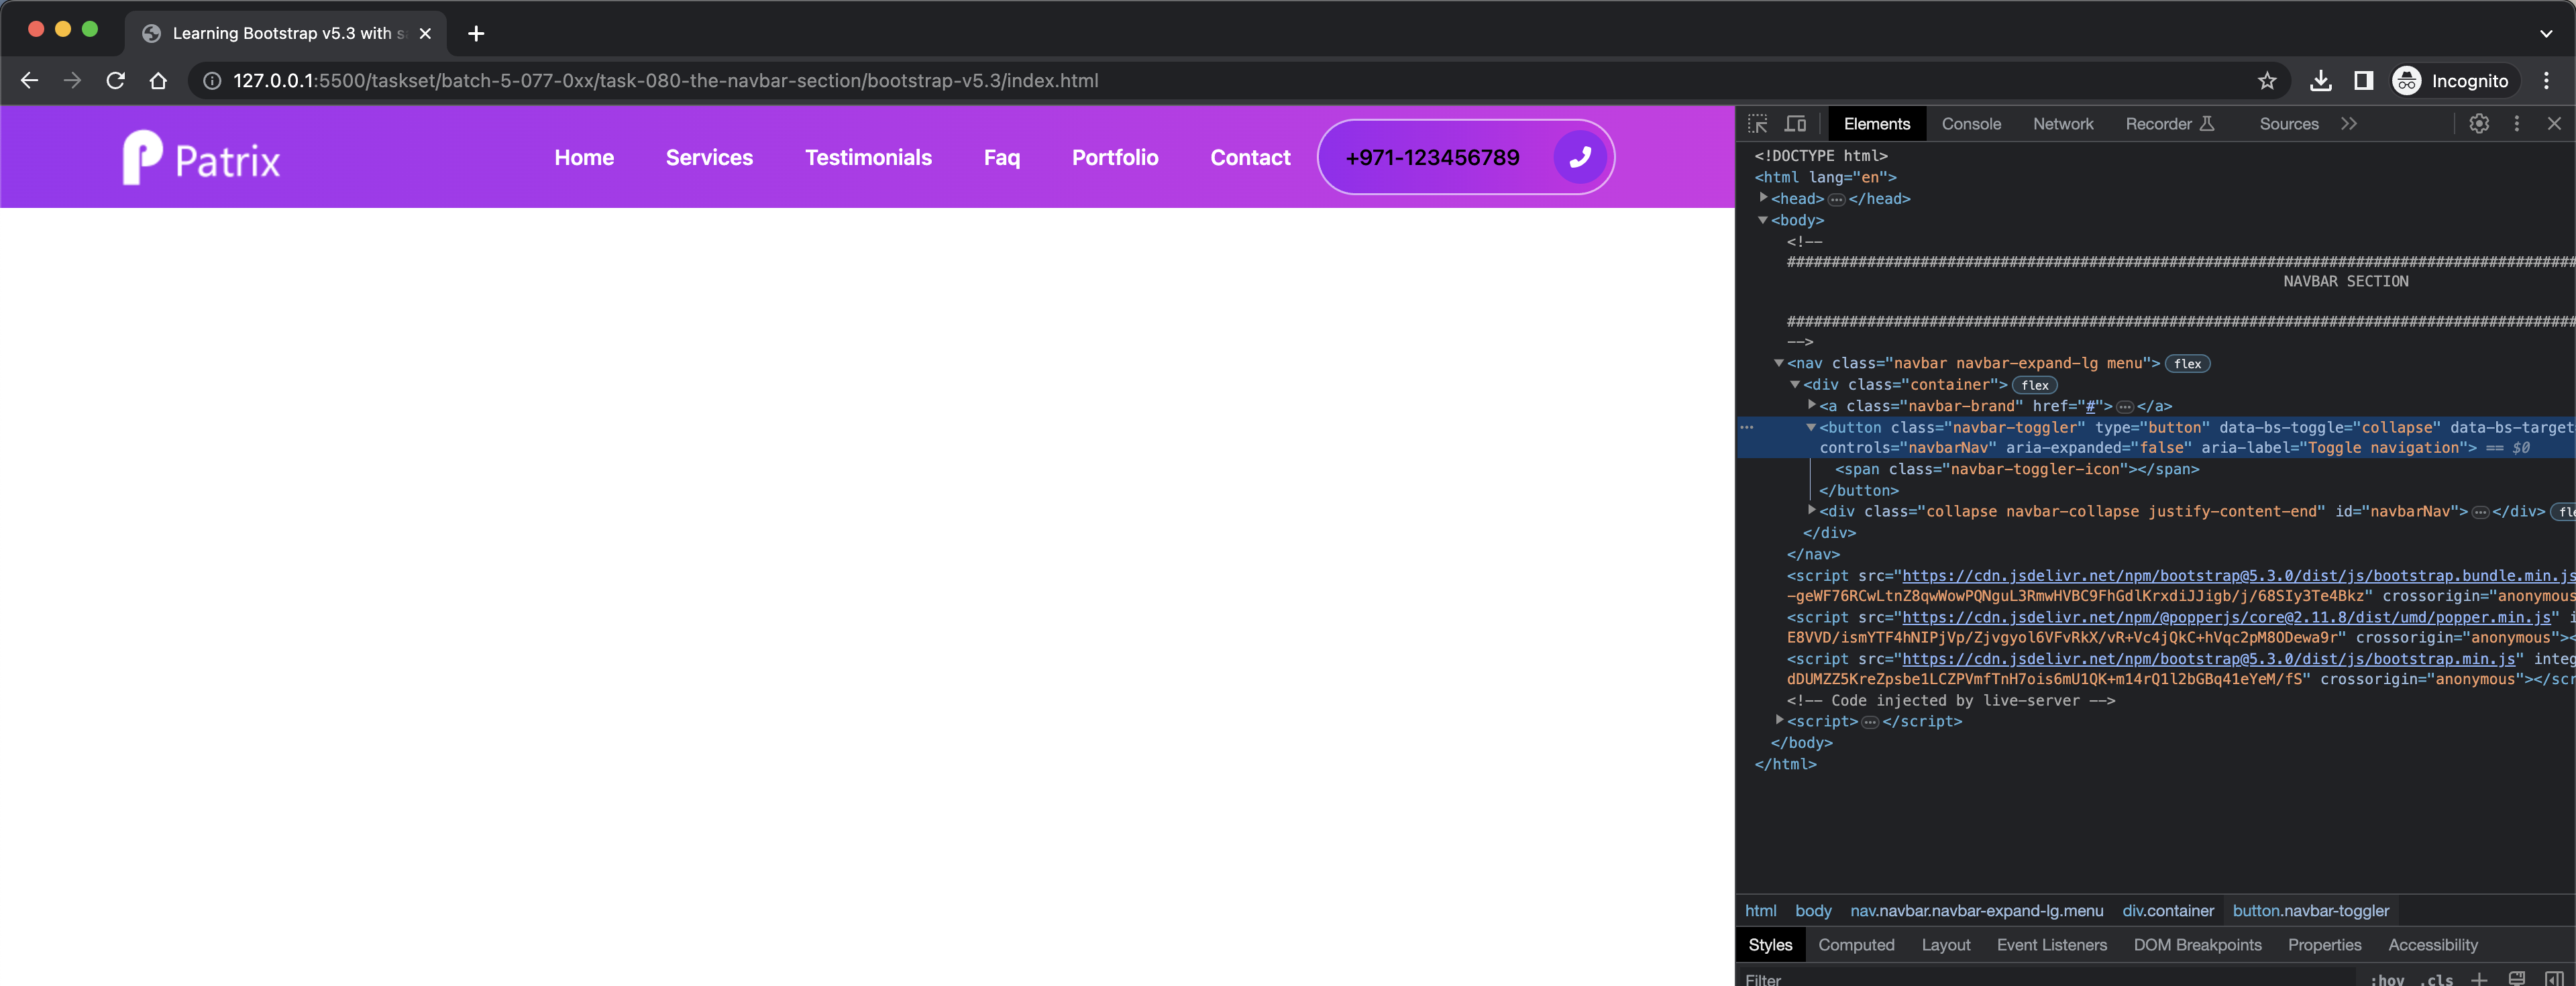 Learning Bootstrap v5.3 with s
127.0.0.1:5500/taskset/batch-5-077-0xx/task-080-the-navbar-section/bootstrap-v5.3/index.html
Incognito
Patrix
Home Services Testimonials Faq Portfolio Contact +971-123456789
Elements Console Network Recorder Sources
<!DOCTYPE html>
<html lang="en">
<head> ••• </head>
<body>
<!--
NAVBAR SECTION
-->
<nav class="navbar navbar-expand-lg menu"> flex
<div class="container"> flex
<a class="navbar-brand" href="#"> ••• </a>
<button class="navbar-toggler" type="button" data-bs-toggle="collapse" data-bs-target
controls="navbarNav" aria-expanded="false" aria-label="Toggle navigation"> == $0
<span class="navbar-toggler-icon"></span>
</button>
<div class="collapse navbar-collapse justify-content-end" id="navbarNav"> ••• </div> fle
</div>
</nav>
<script src="https://cdn.jsdelivr.net/npm/bootstrap@5.3.0/dist/js/bootstrap.bundle.min.js
-geWF76RCwLtnZ8qwWowPQNguL3RmwHVBC9FhGdlKrxdiJJigb/j/68SIy3Te4Bkz" crossorigin="anonymous
<script src="https://cdn.jsdelivr.net/npm/@popperjs/core@2.11.8/dist/umd/popper.min.js" i
E8VVD/ismYTF4hNIPjVp/Zjvgyol6VFvRkX/vR+Vc4jQkC+hVqc2pM8ODewa9r" crossorigin="anonymous"><
<script src="https://cdn.jsdelivr.net/npm/bootstrap@5.3.0/dist/js/bootstrap.min.js" integ
dDUMZZ5KreZpsbe1LCZPVmfTnH7ois6mU1QK+m14rQ1l2bGBq41eYeM/fS" crossorigin="anonymous"></scr
<!-- Code injected by live-server -->
<script> ••• </script>
</body>
</html>
html body nav.navbar.navbar-expand-lg.menu div.container button.navbar-toggler
Styles Computed Layout Event Listeners DOM Breakpoints Properties Accessibility
Filter :hov .cls